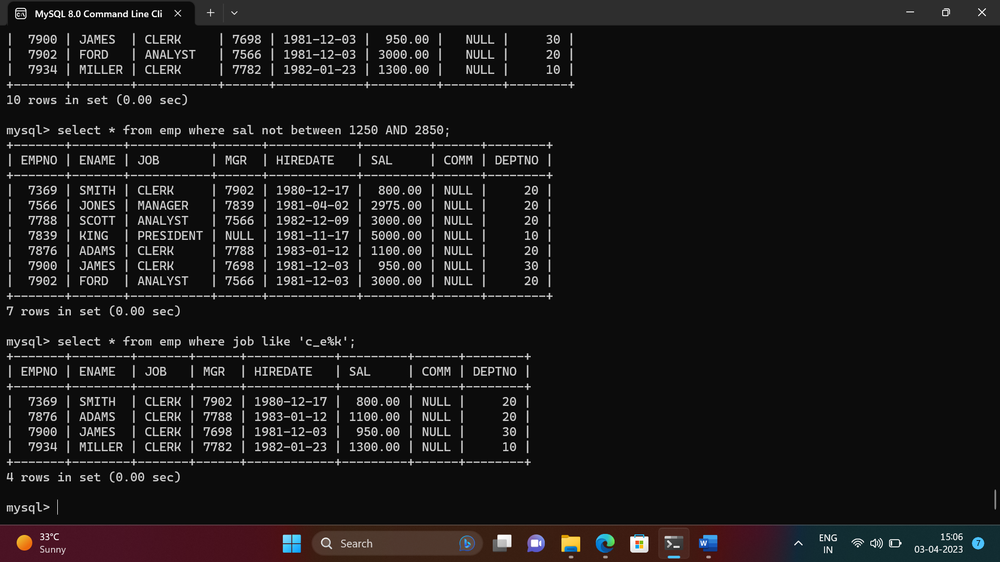 MySQL 8.0 Command Line Cli
|  7900 | JAMES  | CLERK     | 7698 | 1981-12-03 |  950.00 |   NULL |     30 |
|  7902 | FORD   | ANALYST   | 7566 | 1981-12-03 | 3000.00 |   NULL |     20 |
|  7934 | MILLER | CLERK     | 7782 | 1982-01-23 | 1300.00 |   NULL |     10 |
+-------+--------+-----------+------+------------+---------+--------+--------+
10 rows in set (0.00 sec)
mysql> select * from emp where sal not between 1250 AND 2850;
+-------+-------+-----------+------+------------+---------+------+--------+
| EMPNO | ENAME | JOB       | MGR  | HIREDATE   | SAL     | COMM | DEPTNO |
+-------+-------+-----------+------+------------+---------+------+--------+
|  7369 | SMITH | CLERK     | 7902 | 1980-12-17 |  800.00 | NULL |     20 |
|  7566 | JONES | MANAGER   | 7839 | 1981-04-02 | 2975.00 | NULL |     20 |
|  7788 | SCOTT | ANALYST   | 7566 | 1982-12-09 | 3000.00 | NULL |     20 |
|  7839 | KING  | PRESIDENT | NULL | 1981-11-17 | 5000.00 | NULL |     10 |
|  7876 | ADAMS | CLERK     | 7788 | 1983-01-12 | 1100.00 | NULL |     20 |
|  7900 | JAMES | CLERK     | 7698 | 1981-12-03 |  950.00 | NULL |     30 |
|  7902 | FORD  | ANALYST   | 7566 | 1981-12-03 | 3000.00 | NULL |     20 |
+-------+-------+-----------+------+------------+---------+------+--------+
7 rows in set (0.00 sec)
mysql> select * from emp where job like 'c_e%k';
+-------+--------+-------+------+------------+---------+------+--------+
| EMPNO | ENAME  | JOB   | MGR  | HIREDATE   | SAL     | COMM | DEPTNO |
+-------+--------+-------+------+------------+---------+------+--------+
|  7369 | SMITH  | CLERK | 7902 | 1980-12-17 |  800.00 | NULL |     20 |
|  7876 | ADAMS  | CLERK | 7788 | 1983-01-12 | 1100.00 | NULL |     20 |
|  7900 | JAMES  | CLERK | 7698 | 1981-12-03 |  950.00 | NULL |     30 |
|  7934 | MILLER | CLERK | 7782 | 1982-01-23 | 1300.00 | NULL |     10 |
+-------+--------+-------+------+------------+---------+------+--------+
4 rows in set (0.00 sec)
mysql>
33°C
Sunny
Search
ENG
IN
15:06
03-04-2023
7